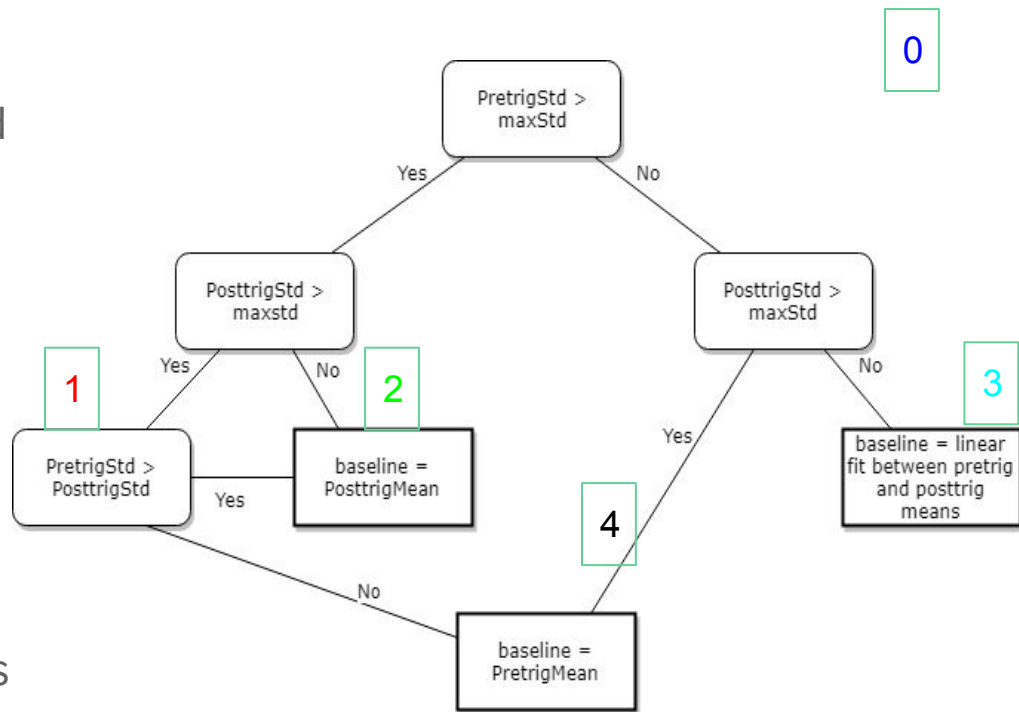 0
PretrigStd >
maxStd
d
Yes
No
PosttrigStd >
maxstd
PosttrigStd >
maxStd
Yes
No
No
1
2
3
PretrigStd >
PosttrigStd
Yes
baseline =
PosttrigMean
Yes
baseline = linear
fit between pretrig
and posttrig
means
4
No
baseline =
PretrigMean
s